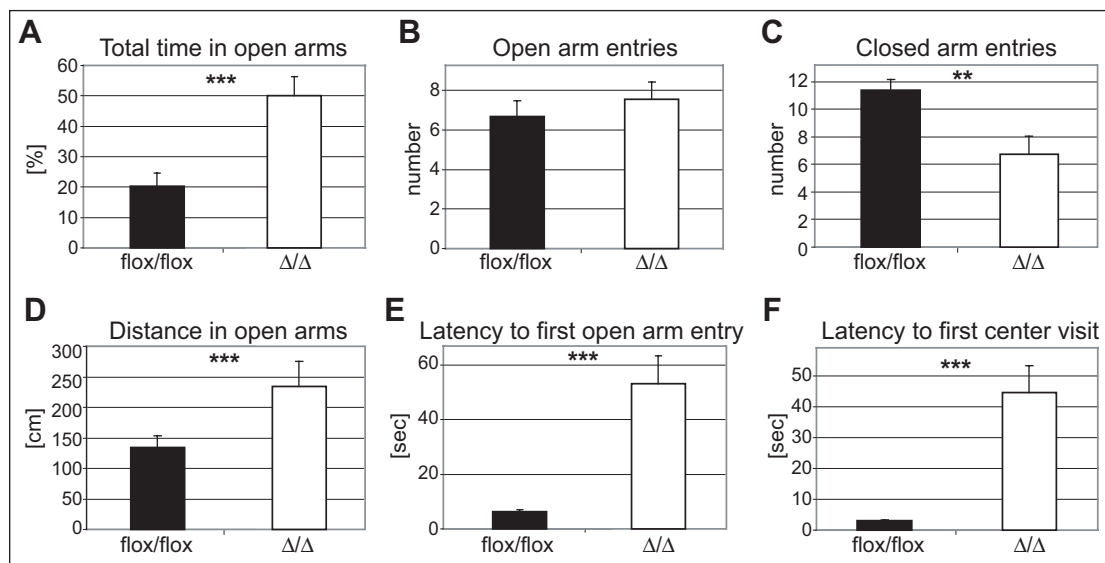 A Total time in open arms
60
50
40
30
20
10
0
[%]
***
flox/flox Δ/Δ
B Open arm entries
8
6
4
2
0
number
flox/flox Δ/Δ
C Closed arm entries
12
10
8
6
4
2
0
number
**
flox/flox Δ/Δ
D Distance in open arms
300
250
200
150
100
50
0
[cm]
***
flox/flox Δ/Δ
E Latency to first open arm entry
60
40
20
0
[sec]
***
flox/flox Δ/Δ
F Latency to first center visit
50
40
30
20
10
0
[sec]
***
flox/flox Δ/Δ